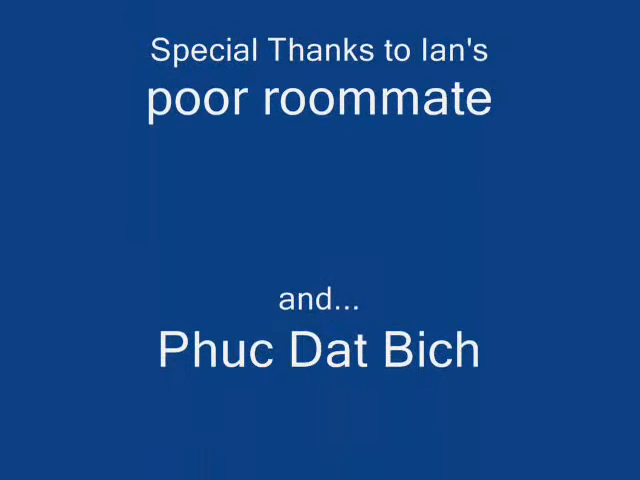 Special Thanks to Ian's
poor roommate
and...
Phuc Dat Bich